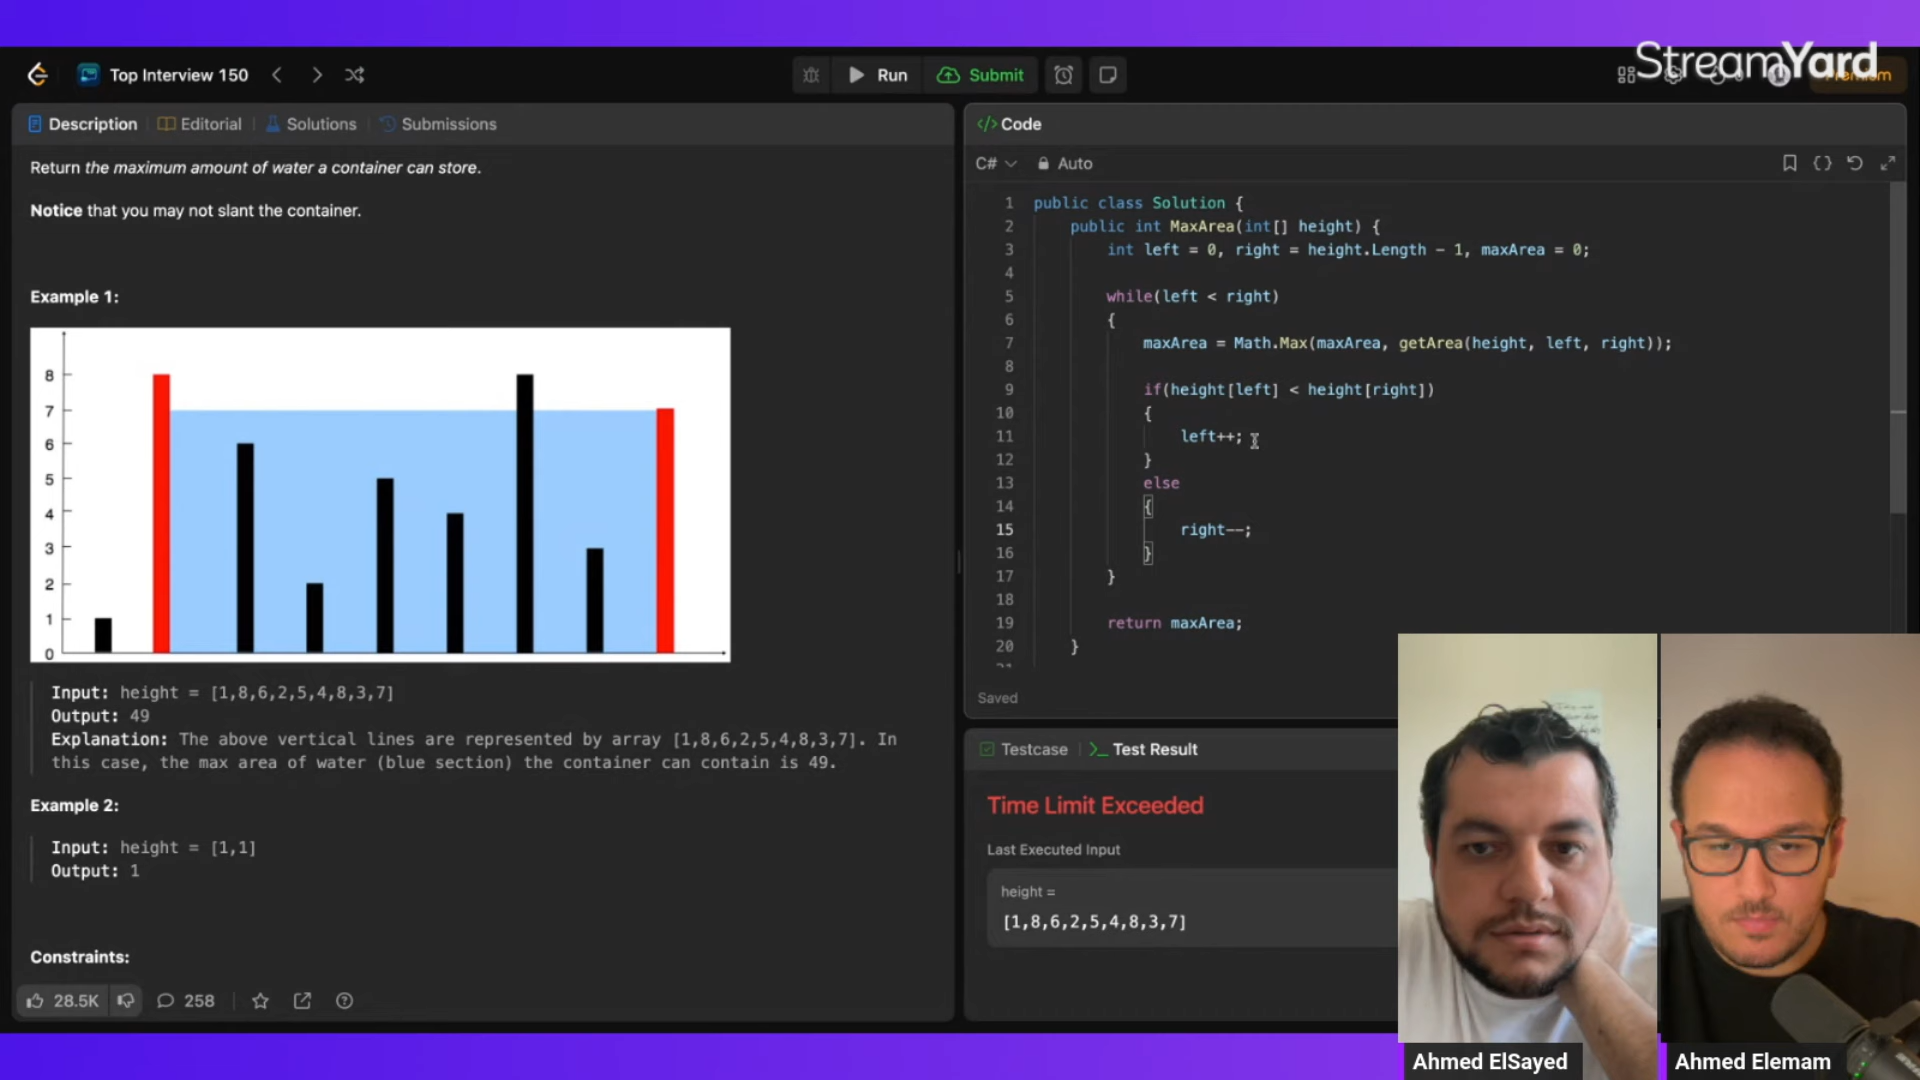 StreamYard
Top Interview 150
Run
Submit
Description
Editorial
Solutions
Submissions
Return the maximum amount of water a container can store.
Notice that you may not slant the container.
Example 1:
8
7
6
5
4
3
2
1
0
Input: height = [1,8,6,2,5,4,8,3,7]
Output: 49
Explanation: The above vertical lines are represented by array [1,8,6,2,5,4,8,3,7]. In
this case, the max area of water (blue section) the container can contain is 49.
Example 2:
Input: height = [1,1]
Output: 1
Constraints:
28.5K
258
</> Code
C#
Auto
1 public class Solution {
2 public int MaxArea(int[] height) {
3 int left = 0, right = height.Length - 1, maxArea = 0;
4
5 while(left < right)
6 {
7 maxArea = Math.Max(maxArea, getArea(height, left, right));
8
9 if(height[left] < height[right])
10 {
11 left++;
12 }
13 else
14 {
15 right--;
16 }
17 }
18
19 return maxArea;
20 }
Saved
Testcase
>_ Test Result
Time Limit Exceeded
Last Executed Input
height =
[1,8,6,2,5,4,8,3,7]
Ahmed ElSayed
Ahmed Elemam